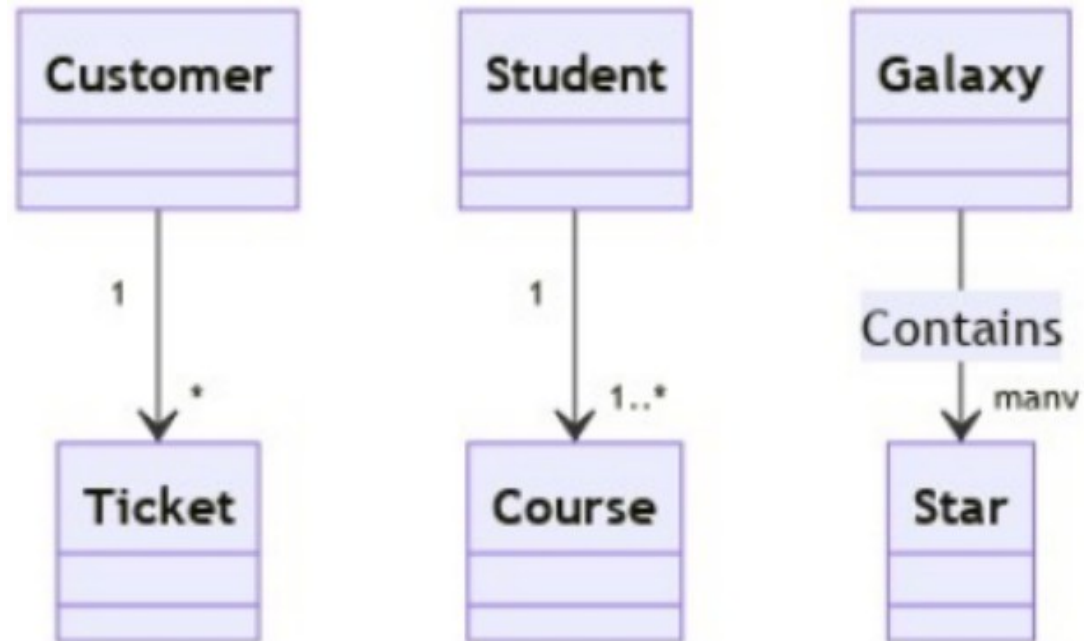 Customer
Student
Galaxy
1
1
Contains
*
1..*
manv
Ticket
Course
Star